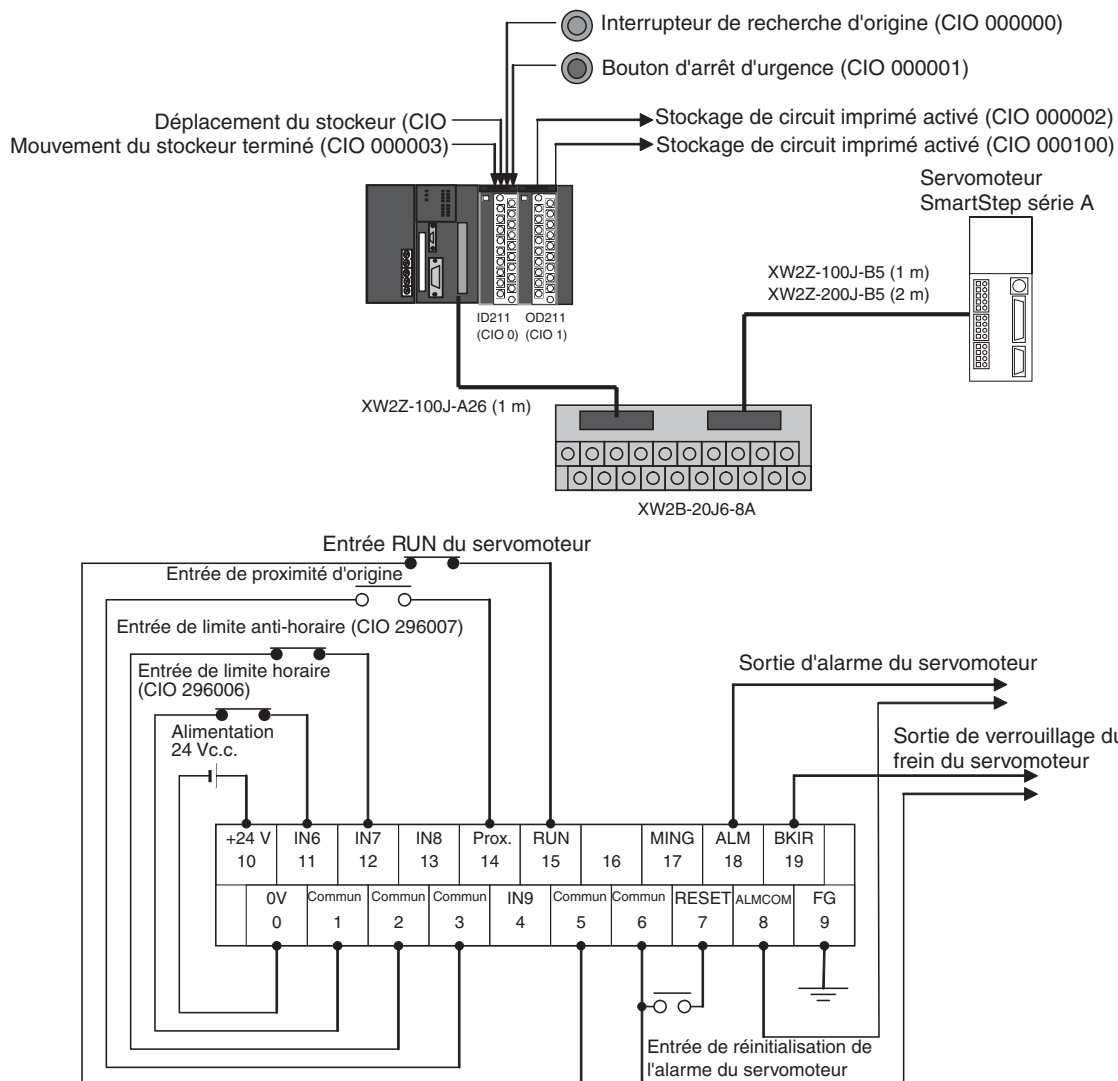 Interrupteur de recherche d'origine (CIO 000000)
Bouton d'arrêt d'urgence (CIO 000001)
Déplacement du stockeur (CIO
Mouvement du stockeur terminé (CIO 000003)
Stockage de circuit imprimé activé (CIO 000002)
Stockage de circuit imprimé activé (CIO 000100)
Servomoteur
SmartStep série A
XW2Z-100J-B5 (1 m)
XW2Z-200J-B5 (2 m)
ID211
(CIO 0)
OD211
(CIO 1)
XW2Z-100J-A26 (1 m)
XW2B-20J6-8A
Entrée RUN du servomoteur
Entrée de proximité d'origine
Entrée de limite anti-horaire (CIO 296007)
Entrée de limite horaire
(CIO 296006)
Alimentation
24 Vc.c.
Sortie d'alarme du servomoteur
Sortie de verrouillage du
frein du servomoteur
+24 V IN6 IN7 IN8 Prox. RUN MING ALM BKIR
10 11 12 13 14 15 16 17 18 19
0V Commun Commun Commun IN9 Commun Commun RESET ALMCOM FG
0 1 2 3 4 5 6 7 8 9
Entrée de réinitialisation de
l'alarme du servomoteur